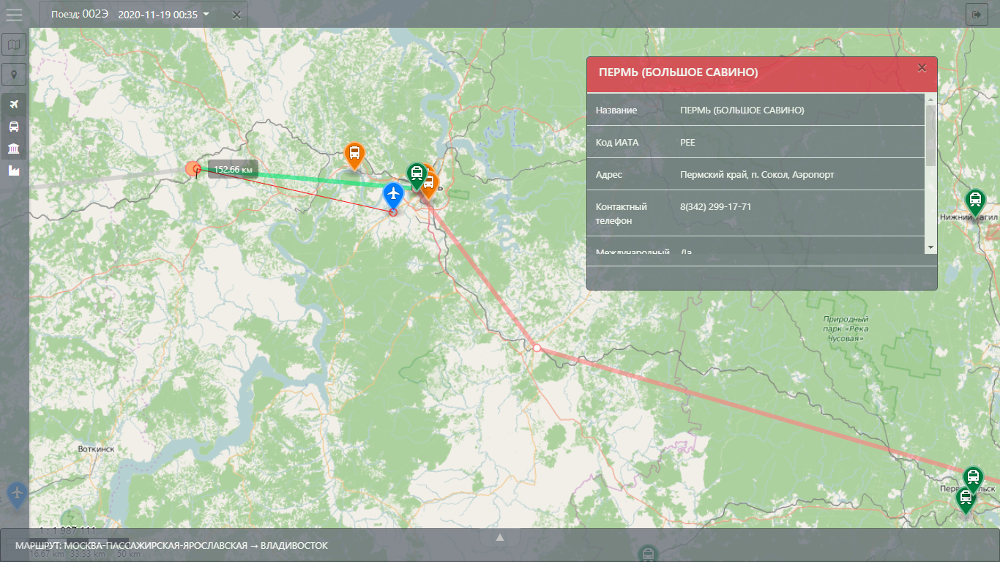 Поезд: 002Э 2020-11-19 00:35
ПЕРМЬ (БОЛЬШОЕ САВИНО)
Название ПЕРМЬ (БОЛЬШОЕ САВИНО)
Код ИАТА PEE
Адрес Пермский край, п. Сокол, Аэропорт
Контактный телефон 8(342) 299-17-71
Международный Да
152.66 км
Нижний Тагил
Природный
парк «Река
Чусовая»
Воткинск
1 : 1 987 111
МАРШРУТ: МОСКВА-ПАССАЖИРСКАЯ-ЯРОСЛАВСКАЯ → ВЛАДИВОСТОК
16.67 km 33.33 km 50 km